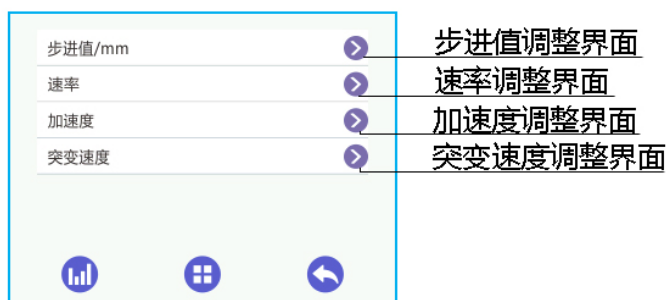 步进值/mm 步进值调整界面
速率 速率调整界面
加速度 加速度调整界面
突变速度 突变速度调整界面